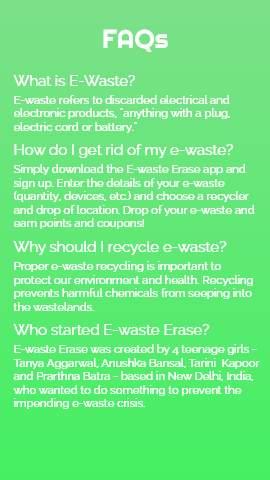 FAQs
What is E-Waste?
E-waste refers to discarded electrical and
electronic products, "anything with a plug,
electric cord or battery."
How do I get rid of my e-waste?
Simply download the E-waste Erase app and
sign up. Enter the details of your e-waste
(quantity, devices, etc.) and choose a recycler
and drop of location. Drop of your e-waste and
earn points and coupons!
Why should I recycle e-waste?
Proper e-waste recycling is important to
protect our environment and health. Recycling
prevents harmful chemicals from seeping into
the wastelands.
Who started E-waste Erase?
E-waste Erase was created by 4 teenage girls -
Tanya Aggarwal, Anushka Bansal, Tarini Kapoor
and Prarthna Batra - based in New Delhi, India,
who wanted to do something to prevent the
impending e-waste crisis.